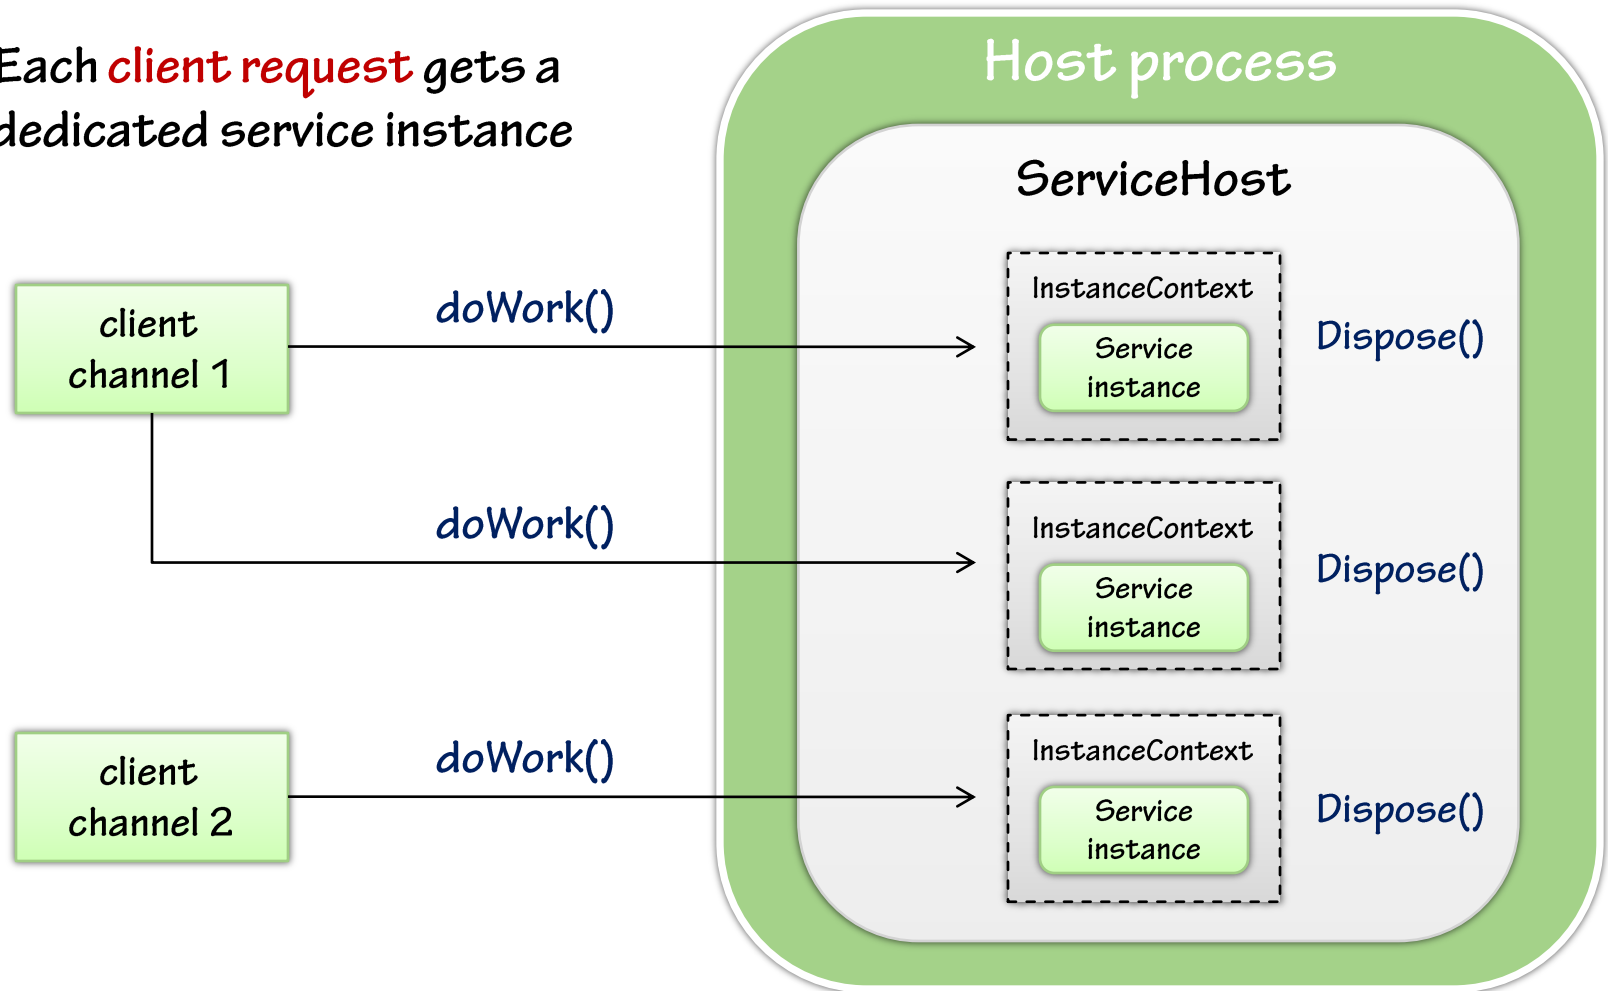 Each client request gets a
dedicated service instance
Host process
ServiceHost
client
channel 1
doWork()
InstanceContext
Service
instance
Dispose()
doWork()
InstanceContext
Service
instance
Dispose()
client
channel 2
doWork()
InstanceContext
Service
instance
Dispose()